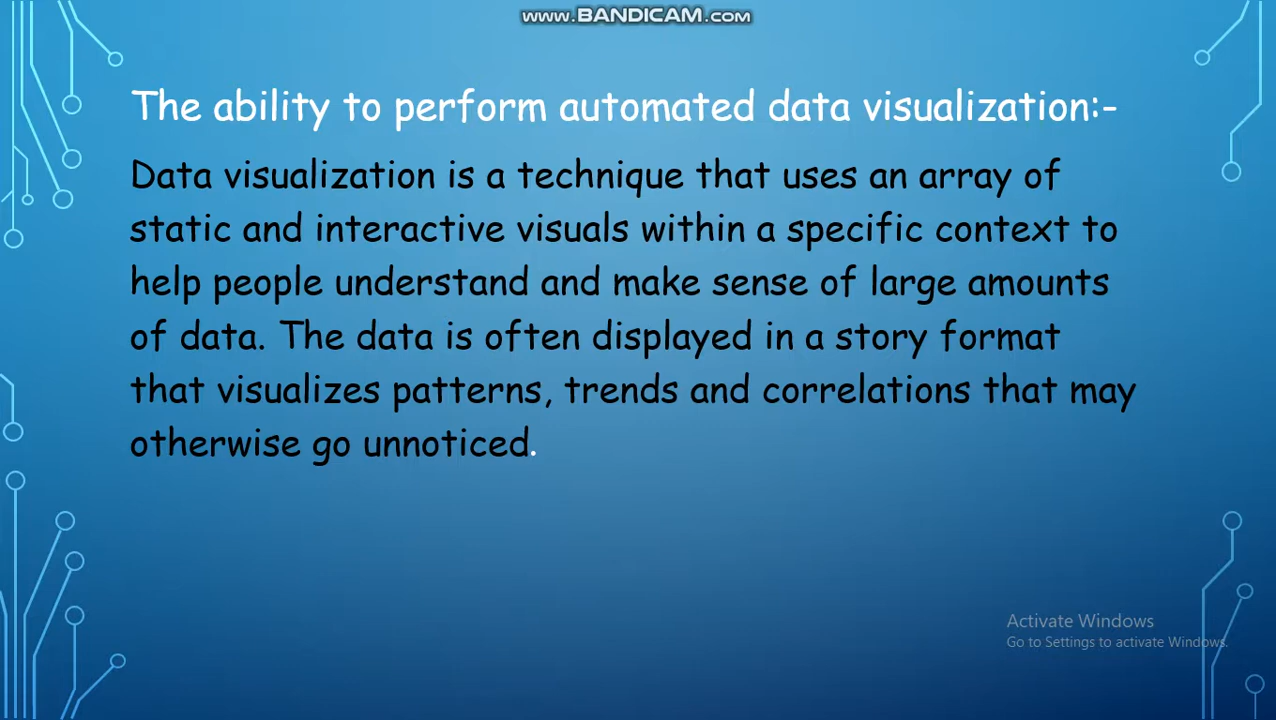 www.BANDICAM.com
The ability to perform automated data visualization:-
Data visualization is a technique that uses an array of
static and interactive visuals within a specific context to
help people understand and make sense of large amounts
of data. The data is often displayed in a story format
that visualizes patterns, trends and correlations that may
otherwise go unnoticed.
Activate Windows
Go to Settings to activate Windows.